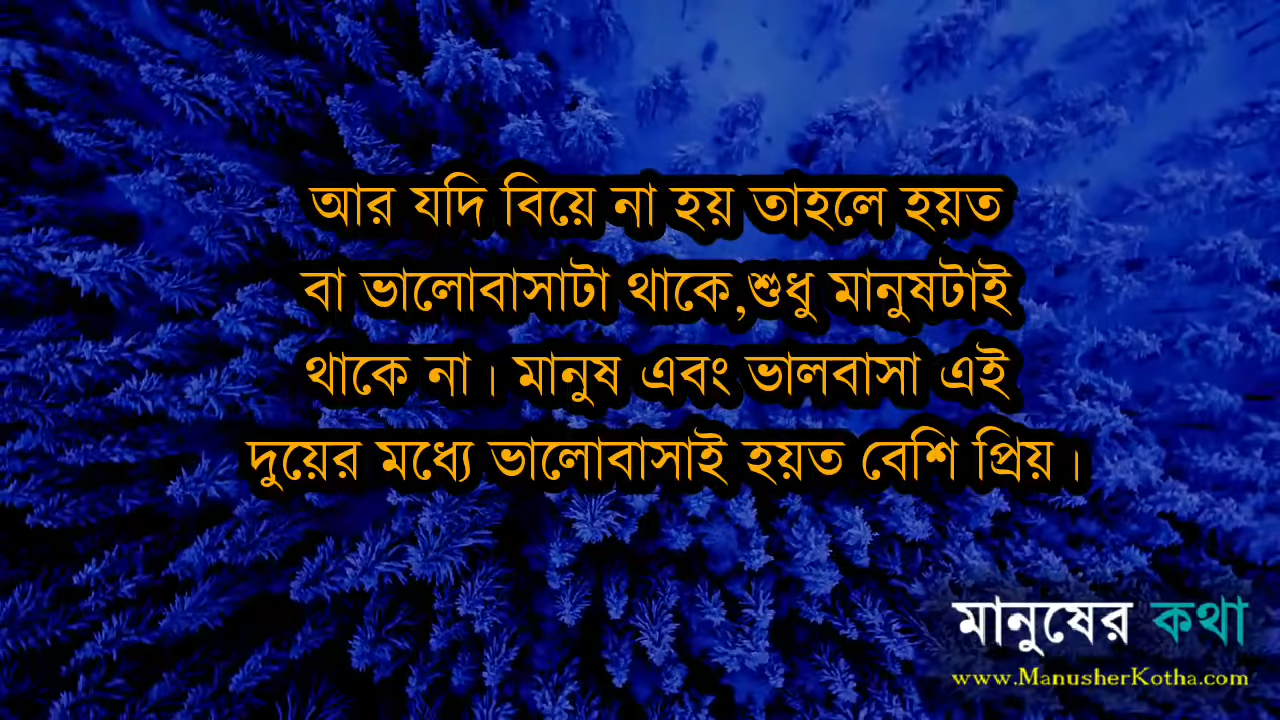 আর যদি বিয়ে না হয় তাহলে হয়ত
বা ভালোবাসাটা থাকে,শুধু মানুষটাই
থাকে না। মানুষ এবং ভালবাসা এই
দুয়ের মধ্যে ভালোবাসাই হয়ত বেশি প্রিয়।
মানুষের কথা
www.ManusherKotha.com